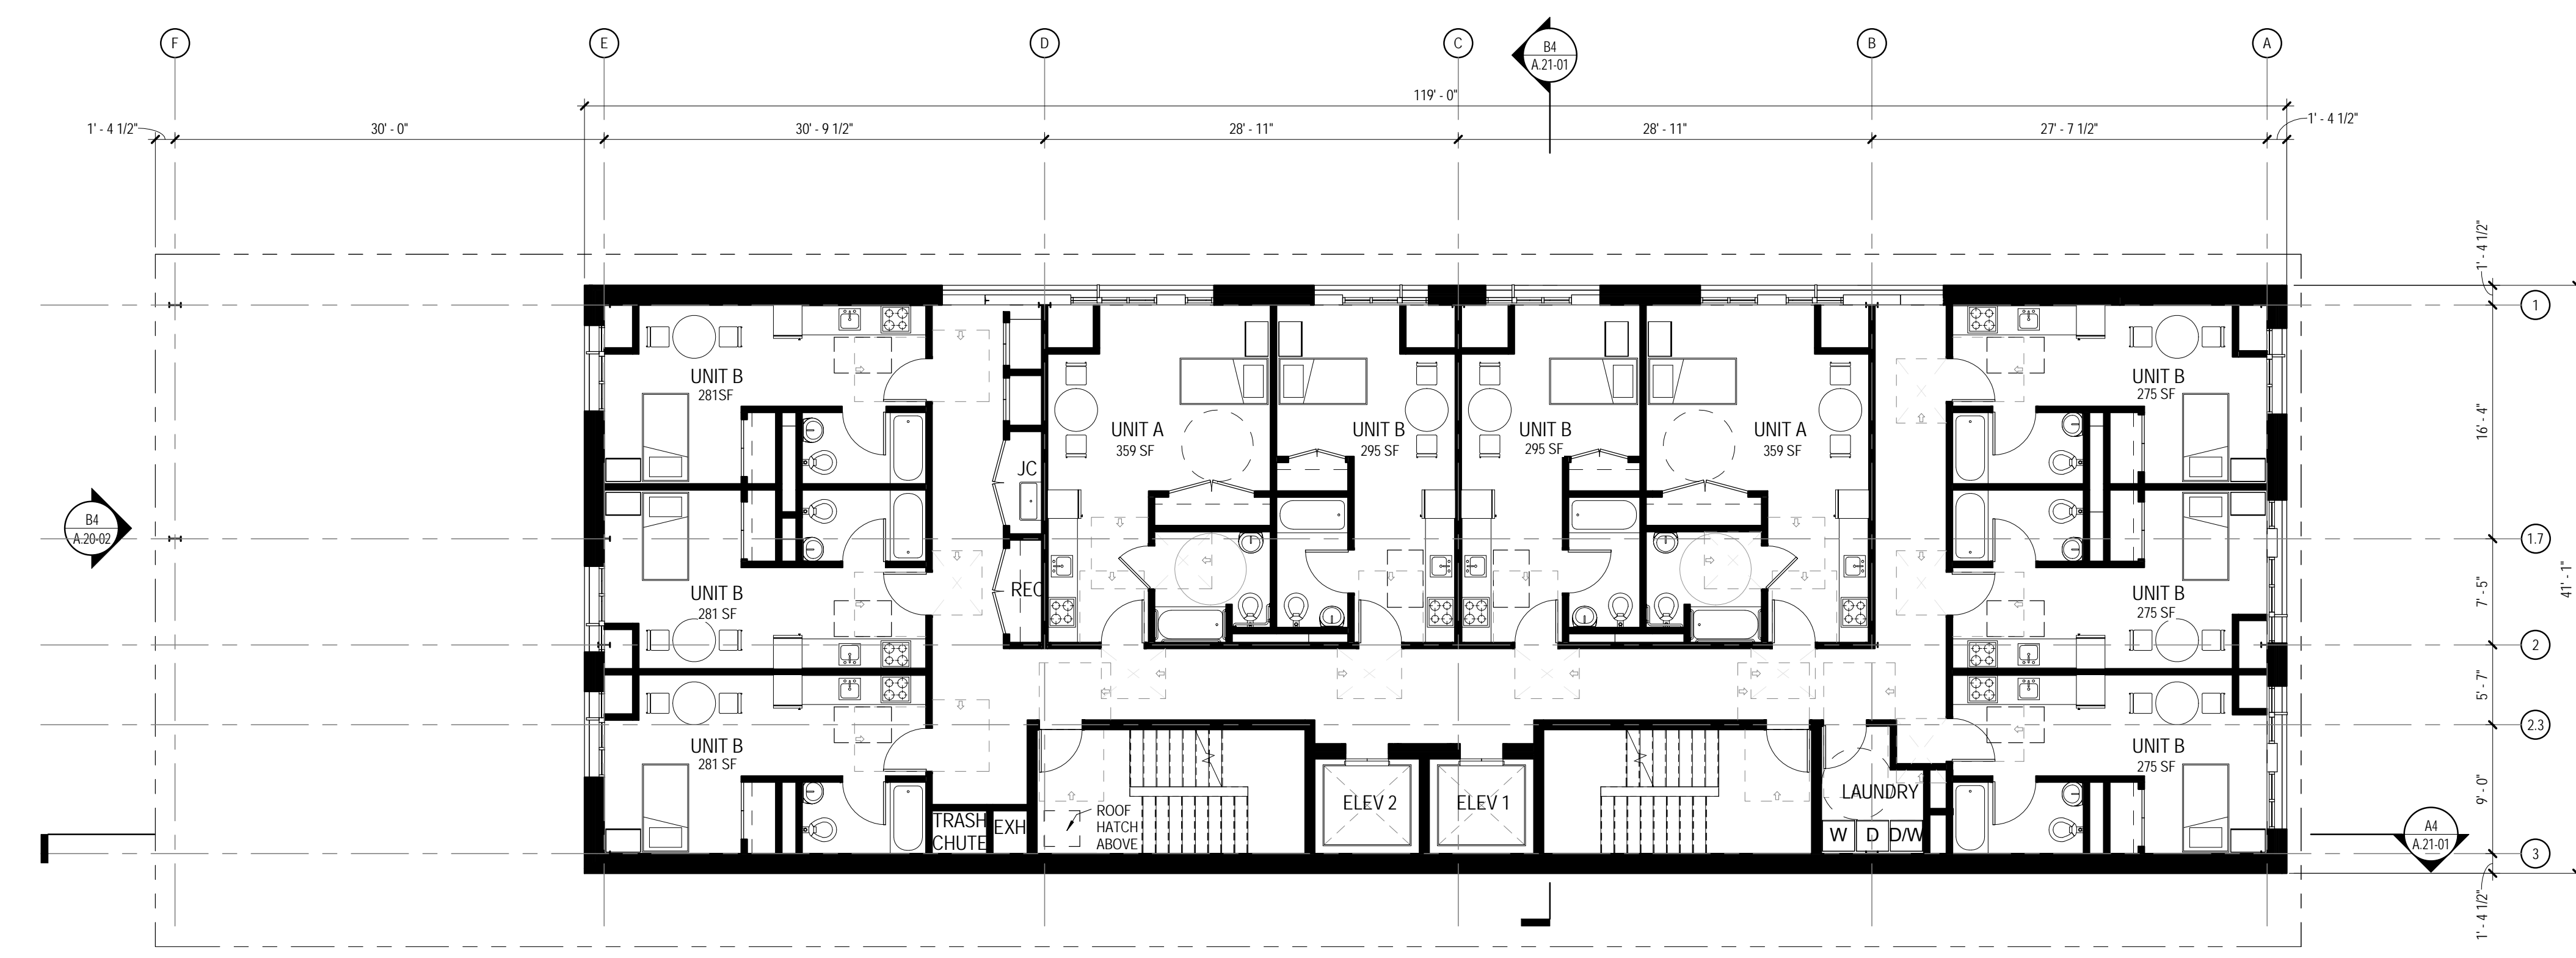 F
E
D
C
B4
A.21-01
B
A
119' - 0"
1' - 4 1/2"
30' - 0"
30' - 9 1/2"
28' - 11"
28' - 11"
27' - 7 1/2"
1' - 4 1/2"
1' - 4 1/2"
1
UNIT B
281SF
UNIT A
359 SF
UNIT B
295 SF
UNIT B
295 SF
UNIT A
359 SF
UNIT B
275 SF
16' - 4"
JC
B4
A.20-02
1.7
REC
UNIT B
281 SF
UNIT B
275 SF
7' - 5"
41' - 1"
2
5' - 7"
2.3
UNIT B
281 SF
UNIT B
275 SF
TRASH
CHUTE
EXH
ROOF
HATCH
ABOVE
ELEV 2
ELEV 1
LAUNDRY
W
D
D/W
9' - 0"
A4
A.21-01
3
1' - 4 1/2"